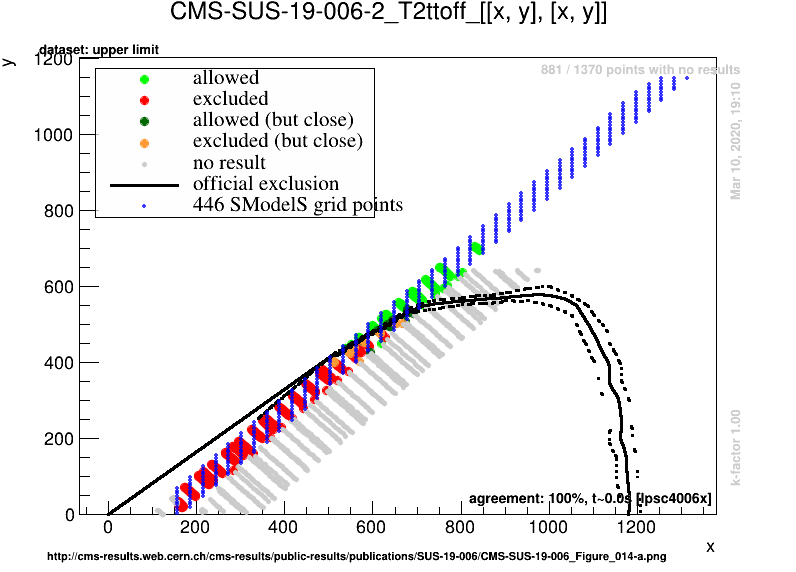 CMS-SUS-19-006-2_T2ttoff_[[x, y], [x, y]]
dataset: upper limit
y
881 / 1370 points with no results
allowed
excluded
allowed (but close)
excluded (but close)
no result
official exclusion
446 SModelS grid points
Mar 10, 2020, 19:10
k-factor 1.00
1200
1000
800
600
400
200
0
agreement: 100%, t~0.0s [lpsc4006x]
0 200 400 600 800 1000 1200
x
http://cms-results.web.cern.ch/cms-results/public-results/publications/SUS-19-006/CMS-SUS-19-006_Figure_014-a.png